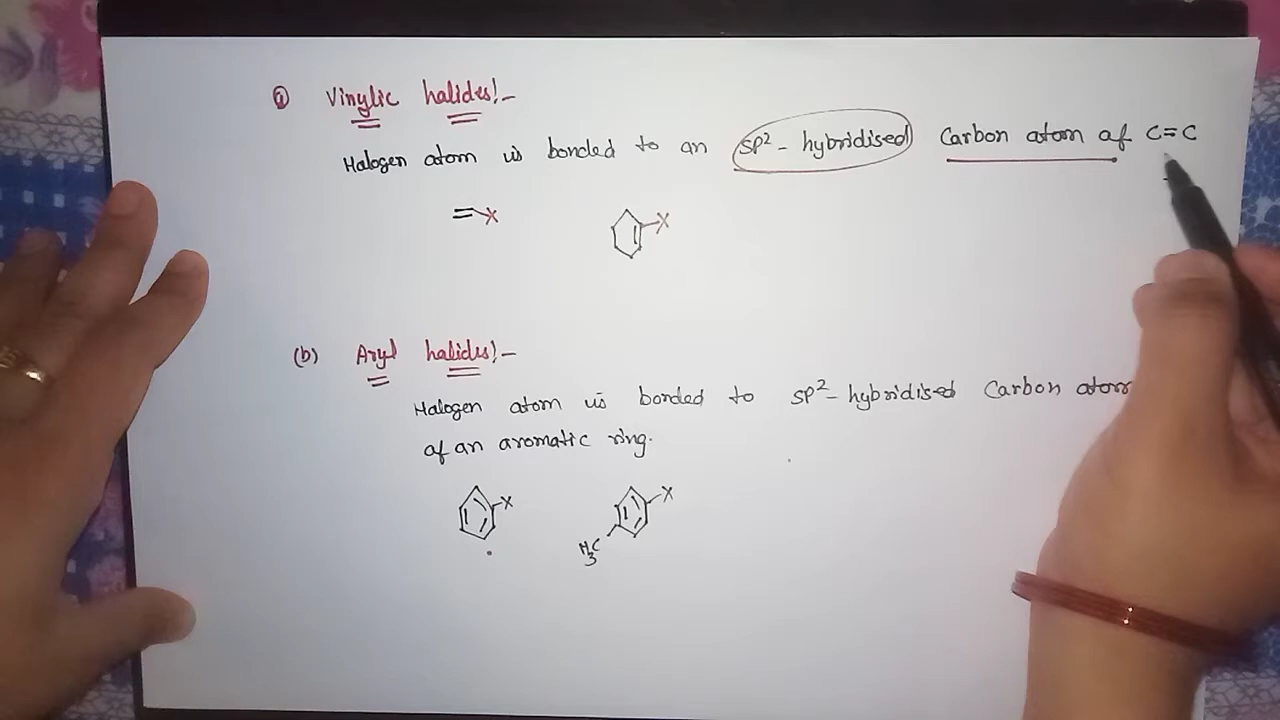 (a) Vinylic halides:-
Halogen atom is bonded to an SP²- hybridised Carbon atom of C=C
X
X
(b) Aryl halides:-
Halogen atom is bonded to SP²- hybridised Carbon atom
of an aromatic ring.
X
X
H₃C